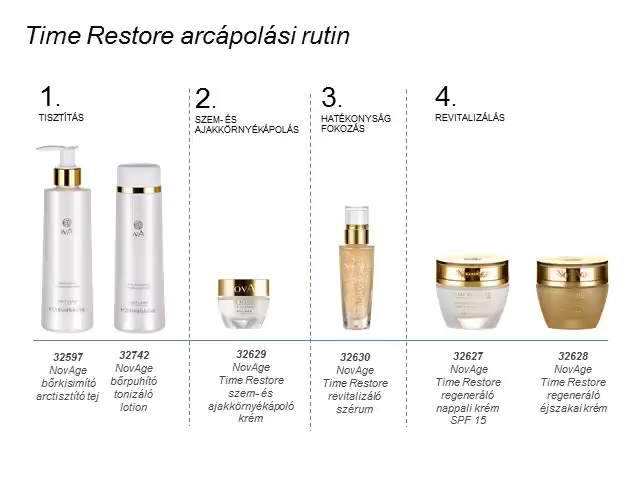 Time Restore arcápolási rutin
1.
TISZTÍTÁS
2.
SZEM- ÉS
AJAKKÖRNYÉKÁPOLÁS
3.
HATÉKONYSÁG
FOKOZÁS
4.
REVITALIZÁLÁS
32597
NovAge
bőrkisimító
arctisztító tej
32742
NovAge
bőrpuhító
tonizáló
lotion
32629
NovAge
Time Restore
szem- és
ajakkörnyékápoló
krém
32630
NovAge
Time Restore
revitalizáló
szérum
32627
NovAge
Time Restore
regeneráló
nappali krém
SPF 15
32628
NovAge
Time Restore
regeneráló
éjszakai krém